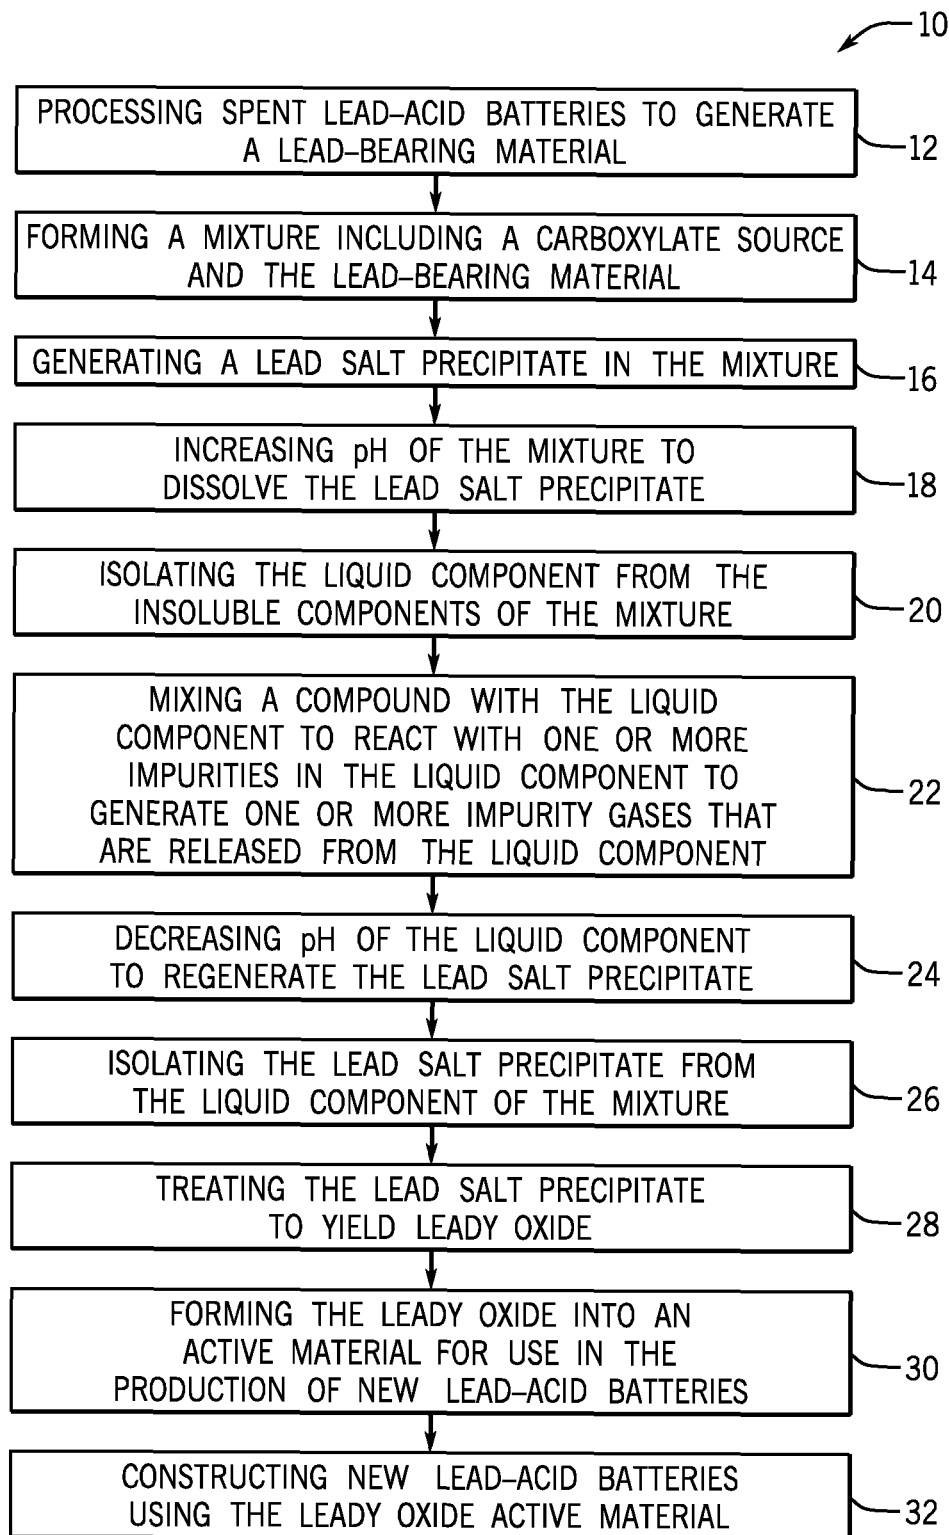 10
PROCESSING SPENT LEAD–ACID BATTERIES TO GENERATE
A LEAD–BEARING MATERIAL
12
FORMING A MIXTURE INCLUDING A CARBOXYLATE SOURCE
AND THE LEAD–BEARING MATERIAL
14
GENERATING A LEAD SALT PRECIPITATE IN THE MIXTURE
16
INCREASING pH OF THE MIXTURE TO
DISSOLVE THE LEAD SALT PRECIPITATE
18
ISOLATING THE LIQUID COMPONENT FROM THE
INSOLUBLE COMPONENTS OF THE MIXTURE
20
MIXING A COMPOUND WITH THE LIQUID
COMPONENT TO REACT WITH ONE OR MORE
IMPURITIES IN THE LIQUID COMPONENT TO
GENERATE ONE OR MORE IMPURITY GASES THAT
ARE RELEASED FROM THE LIQUID COMPONENT
22
DECREASING pH OF THE LIQUID COMPONENT
TO REGENERATE THE LEAD SALT PRECIPITATE
24
ISOLATING THE LEAD SALT PRECIPITATE FROM
THE LIQUID COMPONENT OF THE MIXTURE
26
TREATING THE LEAD SALT PRECIPITATE
TO YIELD LEADY OXIDE
28
FORMING THE LEADY OXIDE INTO AN
ACTIVE MATERIAL FOR USE IN THE
PRODUCTION OF NEW LEAD–ACID BATTERIES
30
CONSTRUCTING NEW LEAD–ACID BATTERIES
USING THE LEADY OXIDE ACTIVE MATERIAL
32